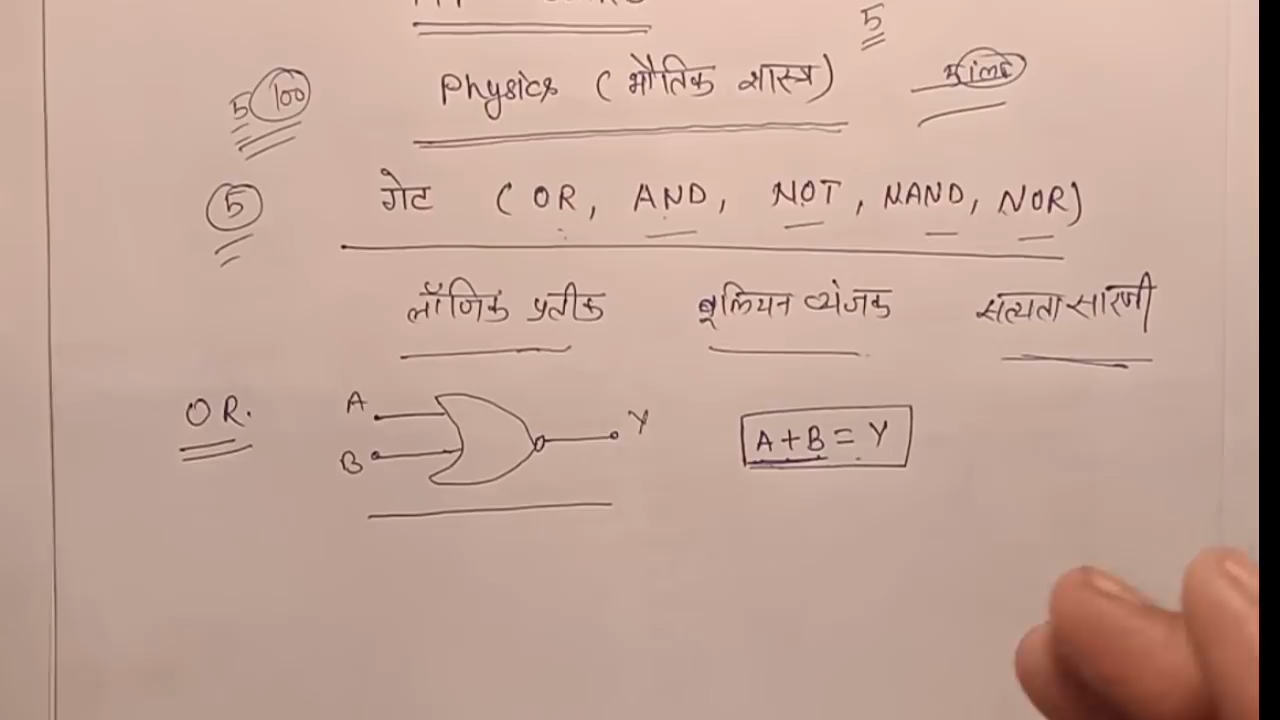 5
5 100 Physics (भौतिक शास्त्र)
5 गेट (OR, AND, NOT, NAND, NOR)
लॉजिक प्रतीक बूलियन व्यंजक सत्यता सारणी
OR. A B Y A+B = Y